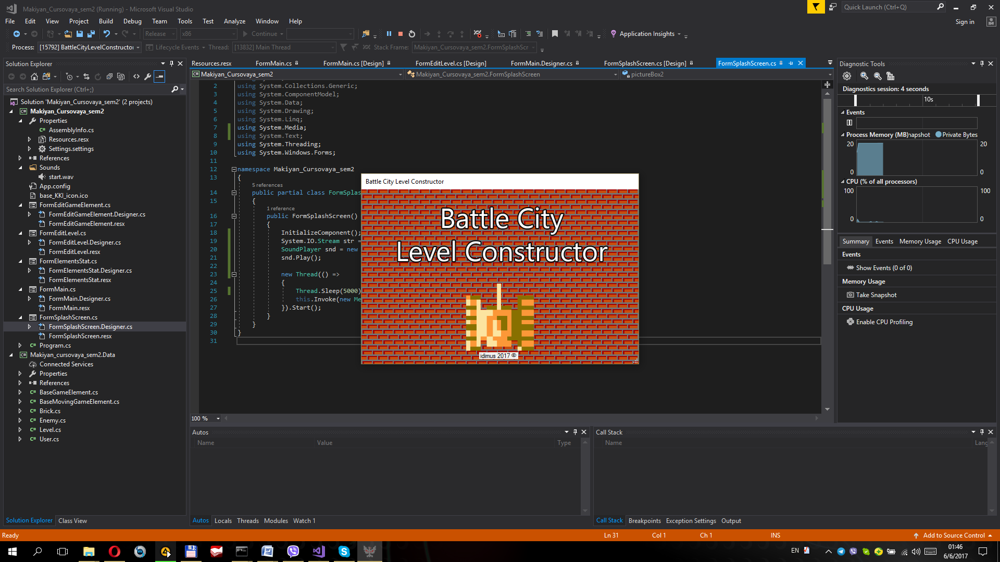 Makiyan_Cursovaya_sem2 (Running) - Microsoft Visual Studio
Quick Launch (Ctrl+Q)
File Edit View Project Build Debug Team Tools Test Analyze Window Help
Sign in
Release x86 Continue Application Insights
Process: [15792] BattleCityLevelConstructor Lifecycle Events Thread: [13832] Main Thread Stack Frame: Makiyan_Cursovaya_sem2.FormSplashScr
Solution Explorer
Search Solution Explorer (Ctrl+;)
Solution 'Makiyan_Cursovaya_sem2' (2 projects)
Makiyan_Cursovaya_sem2
Properties
AssemblyInfo.cs
Resources.resx
Settings.settings
References
Sounds
start.wav
App.config
base_KKI_icon.ico
FormEditGameElement.cs
FormEditGameElement.Designer.cs
FormEditGameElement.resx
FormEditLevel.cs
FormEditLevel.Designer.cs
FormEditLevel.resx
FormElementsStat.cs
FormElementsStat.Designer.cs
FormElementsStat.resx
FormMain.cs
FormMain.Designer.cs
FormMain.resx
FormSplashScreen.cs
FormSplashScreen.Designer.cs
FormSplashScreen.resx
Program.cs
Makiyan_cursovaya_sem2.Data
Connected Services
Properties
References
BaseGameElement.cs
BaseMovingGameElement.cs
Brick.cs
Enemy.cs
Level.cs
User.cs
Solution Explorer Class View
Resources.resx FormMain.cs FormMain.cs [Design] FormEditLevel.cs [Design] FormMain.Designer.cs FormSplashScreen.cs [Design] FormSplashScreen.cs
Makiyan_Cursovaya_sem2 Makiyan_Cursovaya_sem2.FormSplashScreen pictureBox2
2 using System.Collections.Generic;
3 using System.ComponentModel;
4 using System.Data;
5 using System.Drawing;
6 using System.Linq;
7 using System.Media;
8 using System.Text;
9 using System.Threading;
10 using System.Windows.Forms;
11
12 namespace Makiyan_Cursovaya_sem2
13 {
5 references
14 public partial class FormSplas
15 {
1 reference
16 public FormSplashScreen()
17 {
18 InitializeComponent();
19 System.IO.Stream str =
20 SoundPlayer snd = new
21 snd.Play();
22
23 new Thread(() =>
24 {
25 Thread.Sleep(5000)
26 this.Invoke(new Me
27 }).Start();
28 }
29 }
30 }
31
100 %
Battle City Level Constructor
Battle City
Level Constructor
idimus 2017 ©
Diagnostic Tools
Diagnostics session: 4 seconds
10s
Events
Process Memory (MB) napshot Private Bytes
20 20
0 0
CPU (% of all processors)
100 100
0 0
Summary Events Memory Usage CPU Usage
Events
Show Events (0 of 0)
Memory Usage
Take Snapshot
CPU Usage
Enable CPU Profiling
Autos
Name Value Type
Autos Locals Threads Modules Watch 1
Call Stack
Name Lang
Call Stack Breakpoints Exception Settings Output
Ready Ln 31 Col 1 Ch 1 INS Add to Source Control
EN 01:46
6/6/2017